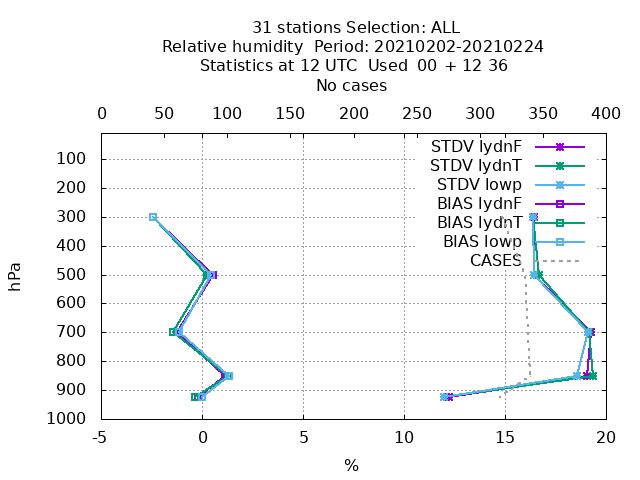 31 stations Selection: ALL
Relative humidity  Period: 20210202-20210224
Statistics at 12 UTC  Used  00 + 12 36
No cases
0 50 100 150 200 250 300 350 400
STDV lydnF
STDV lydnT
STDV lowp
BIAS lydnF
BIAS lydnT
BIAS lowp
CASES
hPa
100
200
300
400
500
600
700
800
900
1000
-5 0 5 10 15 20
%